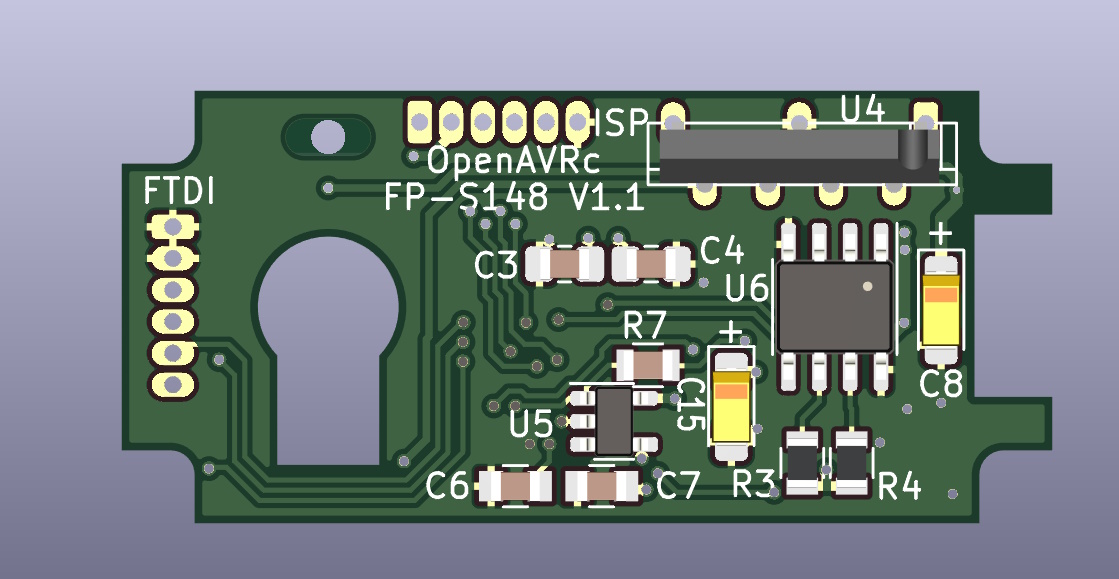 U4
ISP
OpenAVRc
FTDI
FP-S148 V1.1
+
C3
C4
U6
R7
+
C8
C15
U5
C6
C7
R3
R4